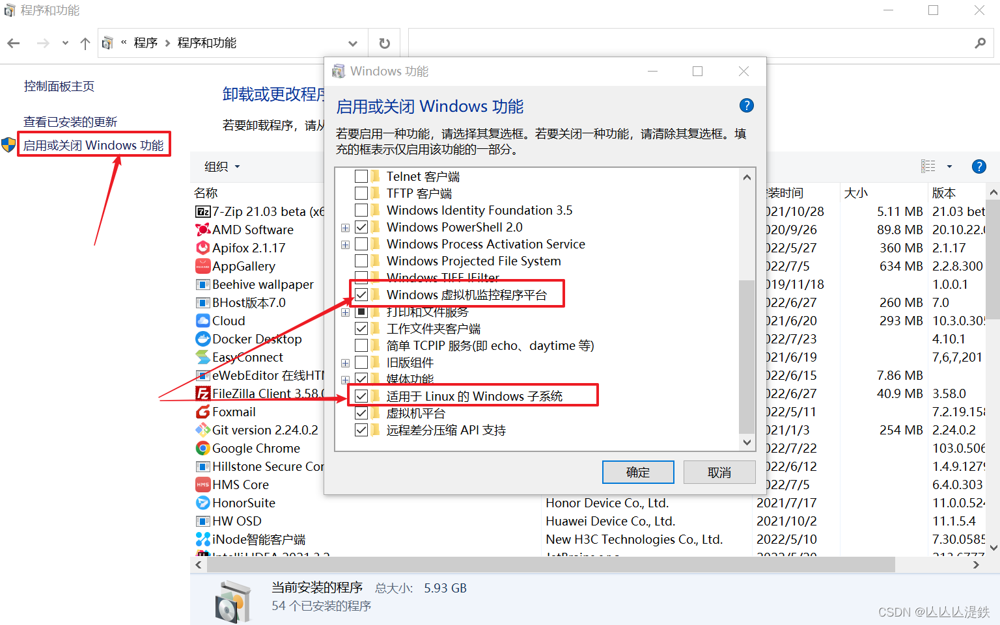 程序和功能
« 程序 > 程序和功能
控制面板主页
查看已安装的更新
启用或关闭 Windows 功能
卸载或更改程序
若要卸载程序，请从
组织
名称
安装时间
大小
版本
7-Zip 21.03 beta (x6
021/10/28
5.11 MB
21.03 bet
AMD Software
020/9/26
89.8 MB
20.10.22.0
Apifox 2.1.17
022/5/27
360 MB
2.1.17
AppGallery
022/7/5
634 MB
2.2.8.300
Beehive wallpaper
019/11/18
1.0.0.1
BHost版本7.0
022/6/27
260 MB
7.0
Cloud
021/6/20
293 MB
10.3.0.305
Docker Desktop
022/7/23
4.10.1
EasyConnect
021/6/19
7,6,7,201
eWebEditor 在线HTM
022/6/15
7.86 MB
FileZilla Client 3.58.0
022/6/27
40.9 MB
3.58.0
Foxmail
022/5/11
7.2.19.158
Git version 2.24.0.2
021/1/3
254 MB
2.24.0.2
Google Chrome
022/7/22
103.0.506
Hillstone Secure Cor
022/6/12
1.4.9.1279
HMS Core
022/7/5
6.4.0.303
HonorSuite
Honor Device Co., Ltd.
2021/7/17
11.0.0.524
HW OSD
Huawei Device Co., Ltd.
2021/10/2
11.1.5.4
iNode智能客户端
New H3C Technologies Co., Ltd.
2022/5/10
7.30.0585
IntelliJ IDEA 2021.3.2
JetBrains s.r.o.
2022/5/20
Windows 功能
启用或关闭 Windows 功能
若要启用一种功能，请选择其复选框。若要关闭一种功能，请清除其复选框。填
充的框表示仅启用该功能的一部分。
Telnet 客户端
TFTP 客户端
Windows Identity Foundation 3.5
Windows PowerShell 2.0
Windows Process Activation Service
Windows Projected File System
Windows TIFF IFilter
Windows 虚拟机监控程序平台
打印和文件服务
工作文件夹客户端
简单 TCPIP 服务(即 echo、daytime 等)
旧版组件
媒体功能
适用于 Linux 的 Windows 子系统
虚拟机平台
远程差分压缩 API 支持
确定
取消
当前安装的程序 总大小: 5.93 GB
54 个已安装的程序
CSDN @亾亾亾湜鉄